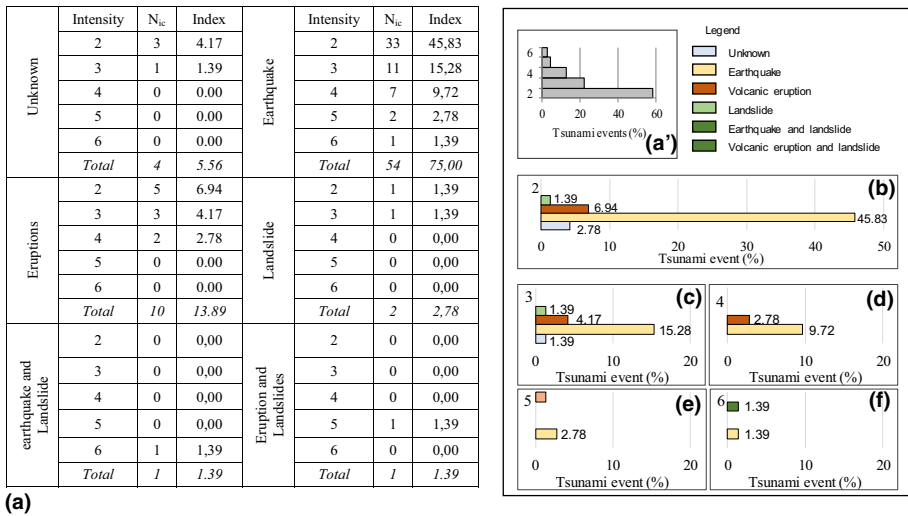 Unknown
Intensity N_ic Index
2 3 4.17
3 1 1.39
4 0 0.00
5 0 0.00
6 0 0.00
Total 4 5.56
Earthquake
Intensity N_ic Index
2 33 45,83
3 11 15,28
4 7 9,72
5 2 2,78
6 1 1,39
Total 54 75,00
Eruptions
2 5 6.94
3 3 4.17
4 2 2.78
5 0 0.00
6 0 0.00
Total 10 13.89
Landslide
2 1 1,39
3 1 1,39
4 0 0,00
5 0 0,00
6 0 0,00
Total 2 2,78
earthquake and
Landslide
2 0 0,00
3 0 0,00
4 0 0,00
5 0 0,00
6 1 1,39
Total 1 1.39
Eruption and
Landslides
2 0 0,00
3 0 0,00
4 0 0,00
5 1 1,39
6 0 0,00
Total 1 1.39
(a)
6
4
2
0 20 40 60
Tsunami events (%)
(a')
Legend
Unknown
Earthquake
Volcanic eruption
Landslide
Earthquake and landslide
Volcanic eruption and landslide
2
(b)
1.39
6.94
45.83
2.78
0 10 20 30 40 50
Tsunami event (%)
3
(c)
1.39
4.17
15.28
1.39
0 10 20
Tsunami event (%)
4
(d)
2.78
9.72
0 10 20
Tsunami event (%)
5
(e)
2.78
0 10 20
Tsunami event (%)
6
(f)
1.39
1.39
0 10 20
Tsunami event (%)